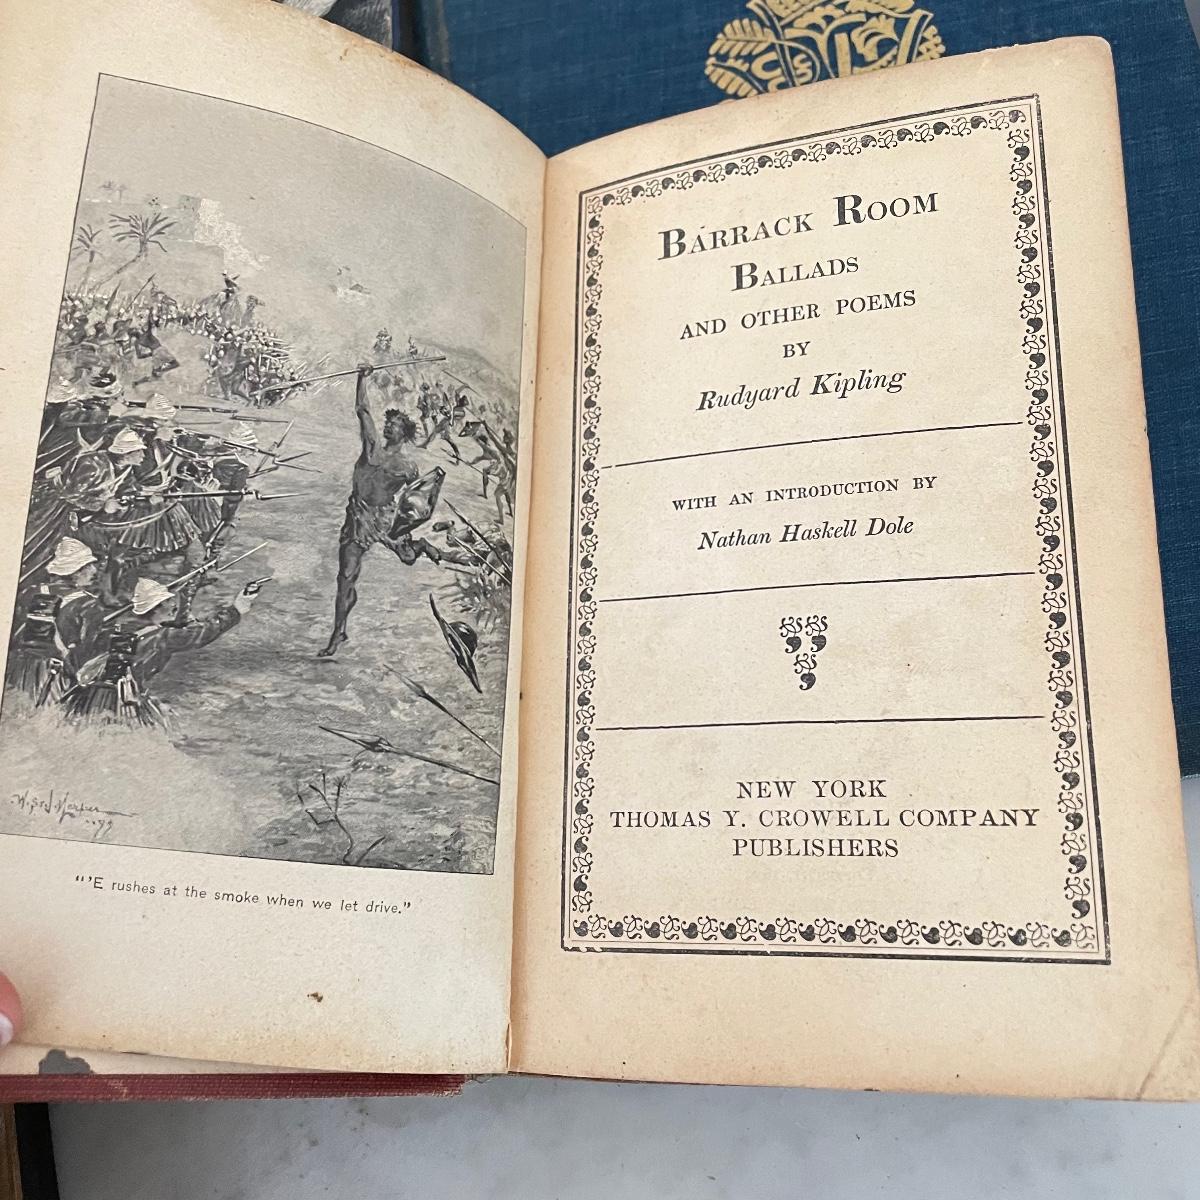 "'E rushes at the smoke when we let drive."
BARRACK ROOM
BALLADS
AND OTHER POEMS
BY
Rudyard Kipling
WITH AN INTRODUCTION BY
Nathan Haskell Dole
NEW YORK
THOMAS Y. CROWELL COMPANY
PUBLISHERS